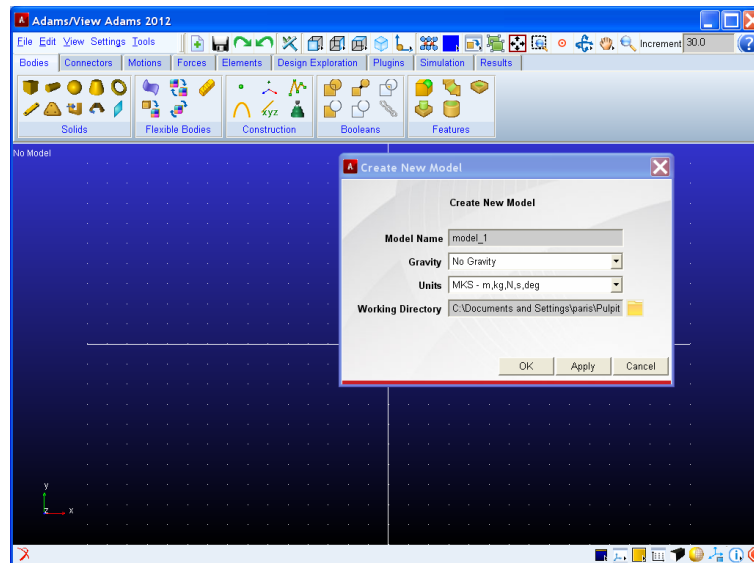 Adams/View Adams 2012
File Edit View Settings Tools
Increment 30.0
Bodies Connectors Motions Forces Elements Design Exploration Plugins Simulation Results
xyz
Solids Flexible Bodies Construction Booleans Features
No Model
Create New Model
Create New Model
Model Name model_1
Gravity No Gravity
Units MKS - m,kg,N,s,deg
Working Directory C:\Documents and Settings\paris\Pulpit
OK Apply Cancel
y
z x